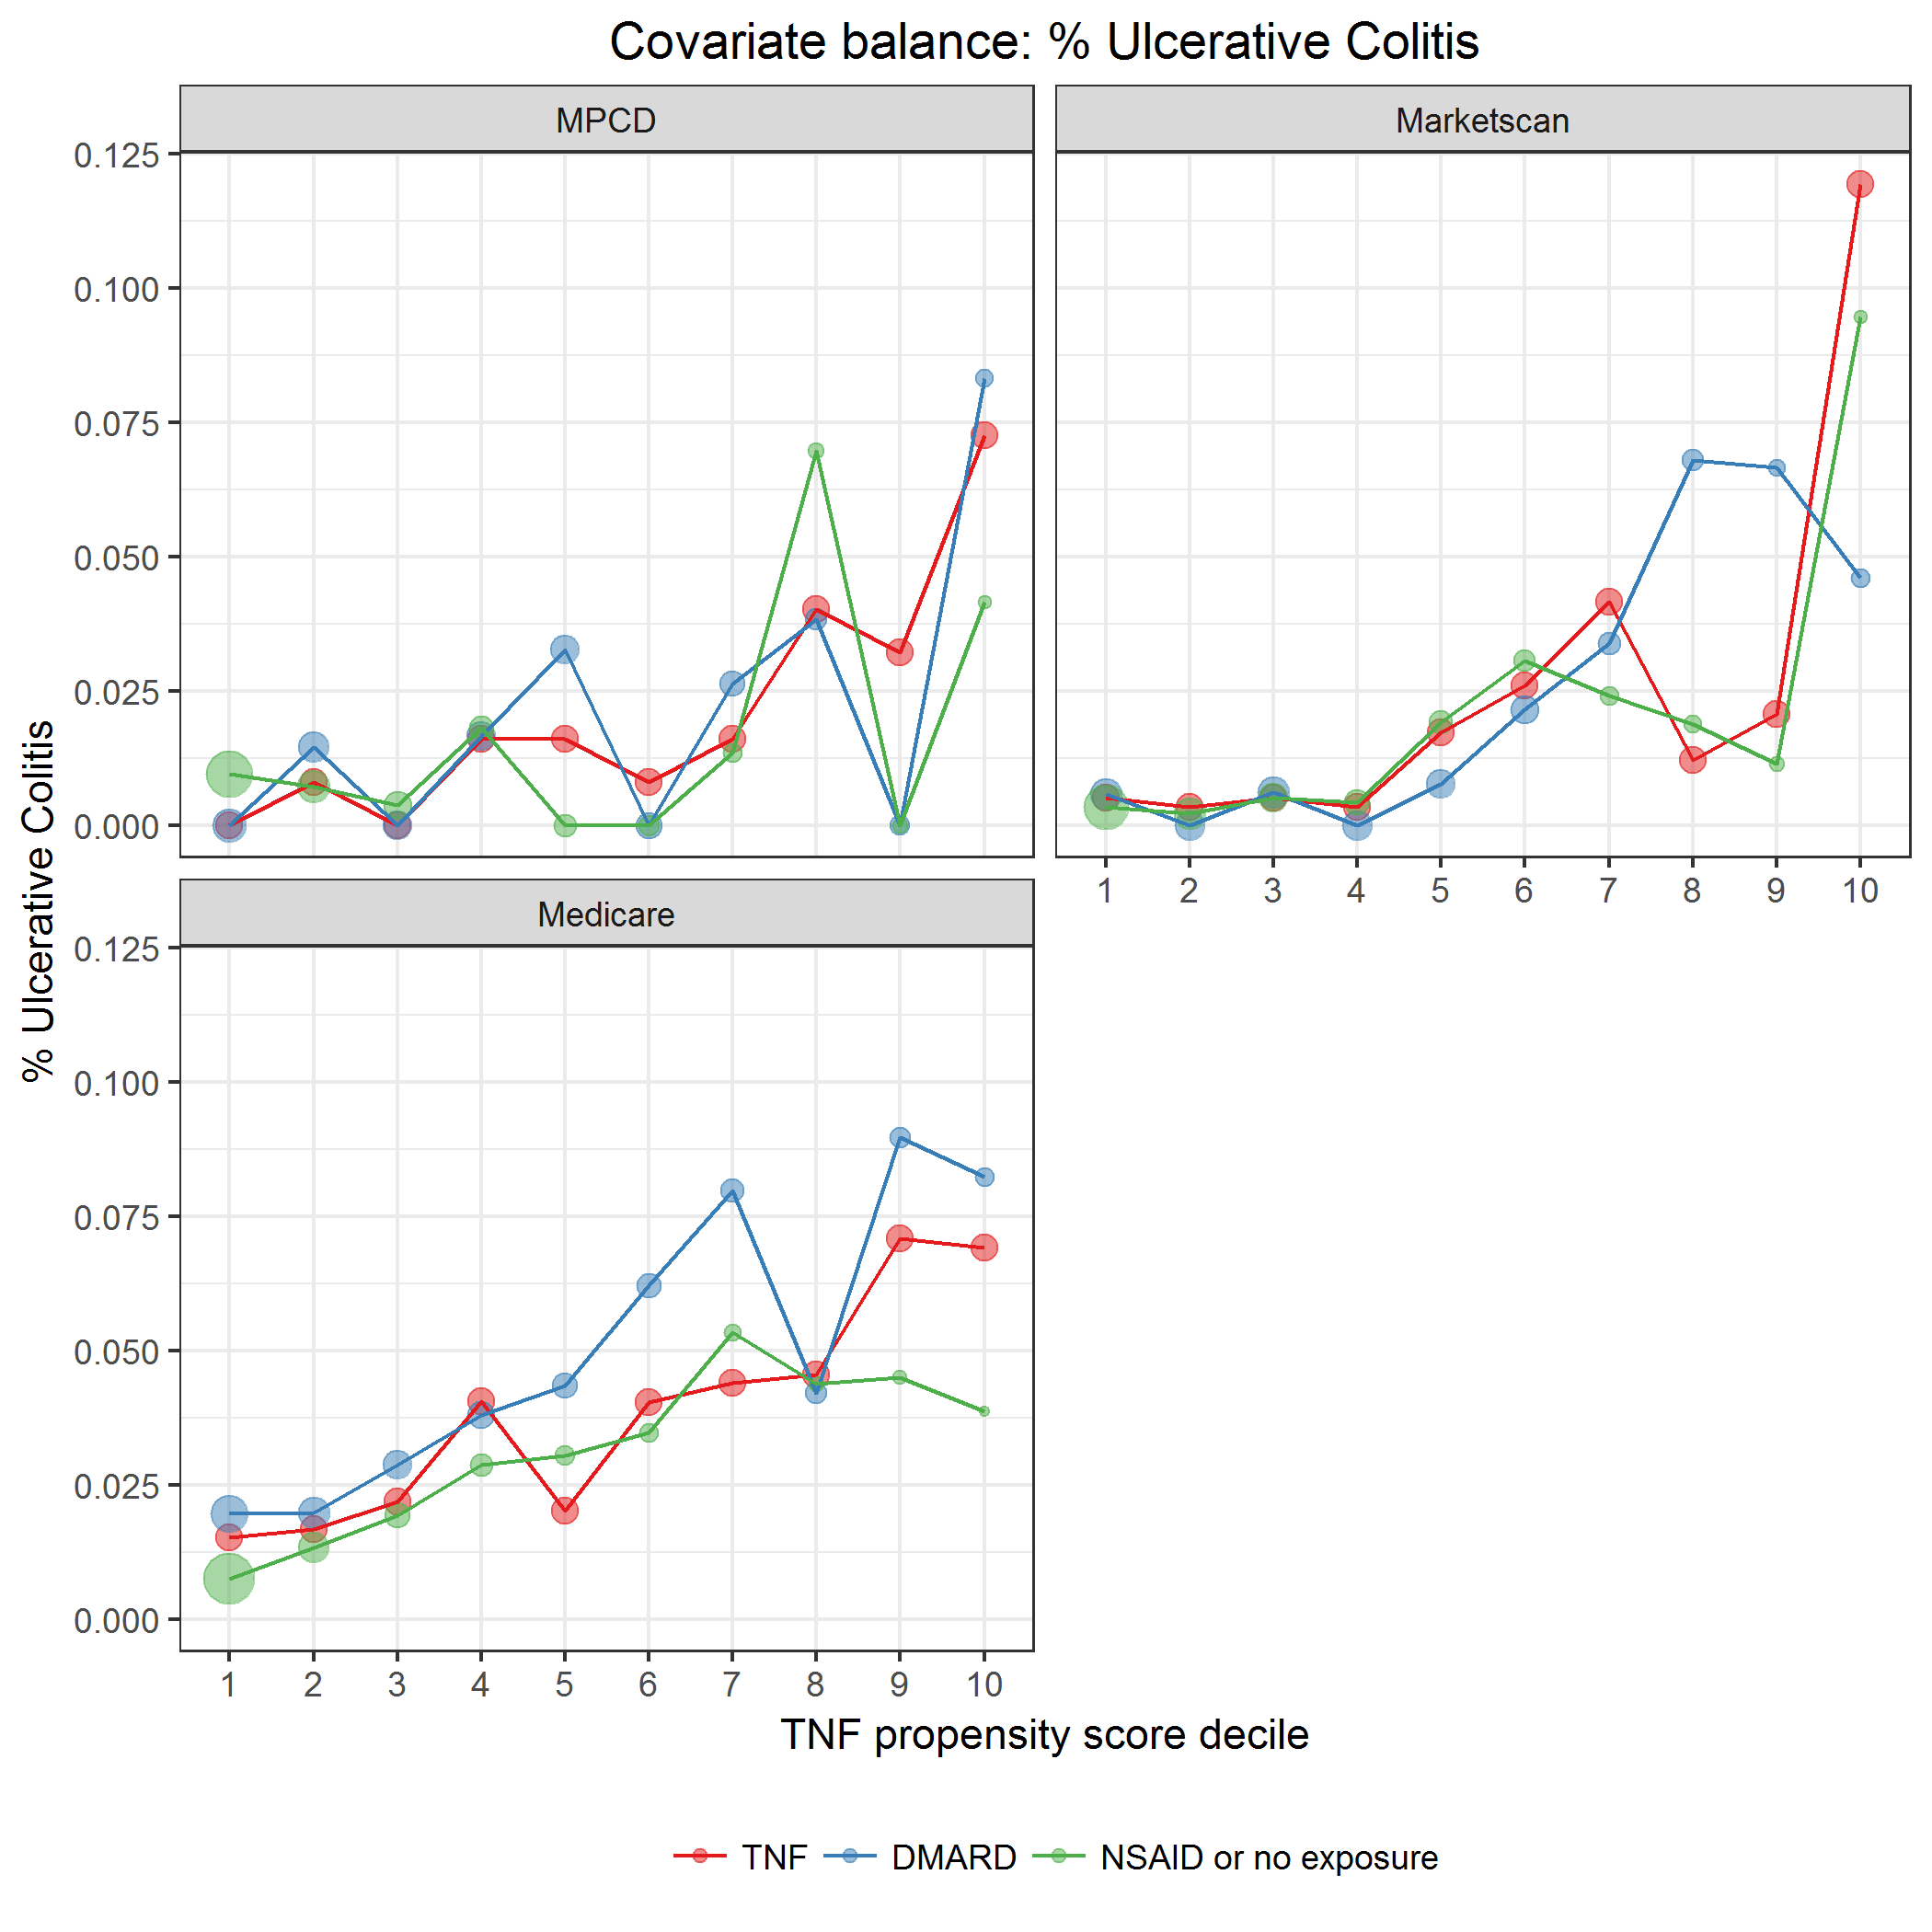 Covariate balance: % Ulcerative Colitis
MPCD
Marketscan
0.125
0.100
0.075
0.050
0.025
0.000
1 2 3 4 5 6 7 8 9 10
Medicare
0.125
0.100
0.075
0.050
0.025
0.000
1 2 3 4 5 6 7 8 9 10
% Ulcerative Colitis
TNF propensity score decile
TNF DMARD NSAID or no exposure